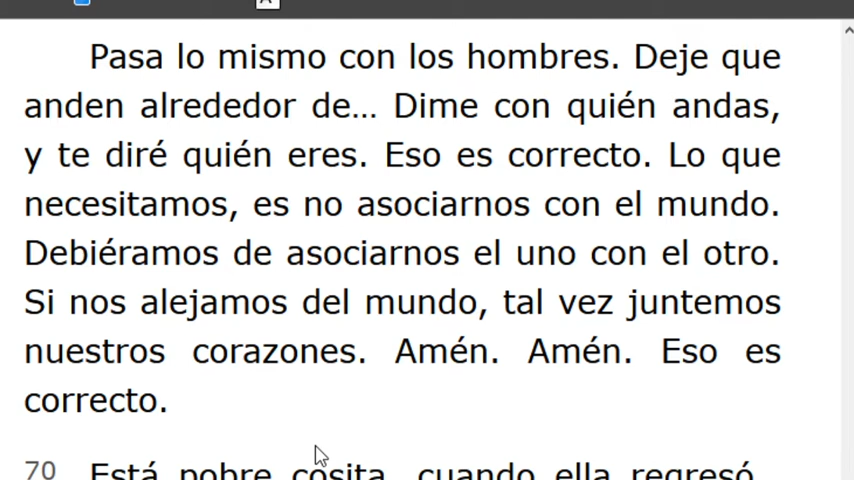 Pasa lo mismo con los hombres. Deje que
anden alrededor de... Dime con quién andas,
y te diré quién eres. Eso es correcto. Lo que
necesitamos, es no asociarnos con el mundo.
Debiéramos de asociarnos el uno con el otro.
Si nos alejamos del mundo, tal vez juntemos
nuestros corazones. Amén. Amén. Eso es
correcto.
70 Está pobre cosita, cuando ella regresó